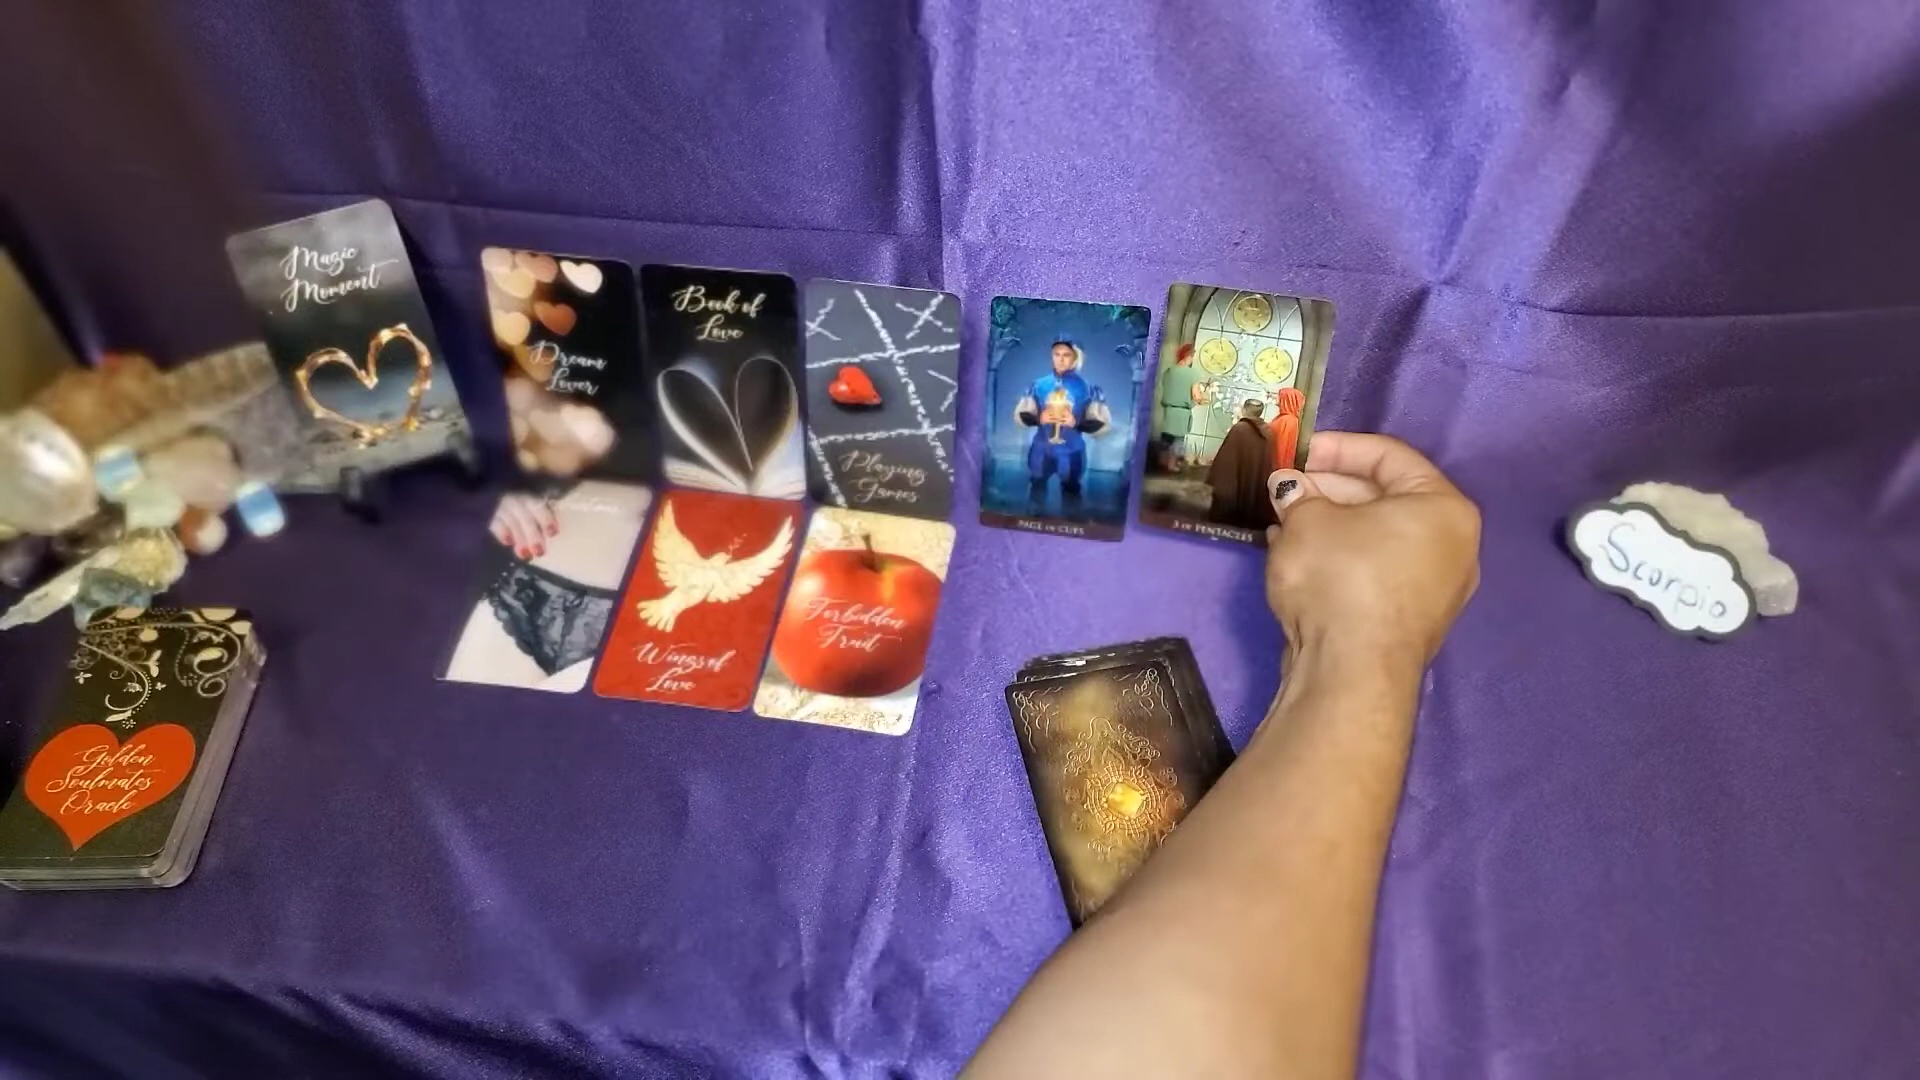 Magic
Moment
Dream
Lover
Book of
Love
Playing
Games
PAGE OF CUPS
3 OF PENTACLES
Wings of
Love
Forbidden
Fruit
Scorpio
Golden
Soulmates
Oracle